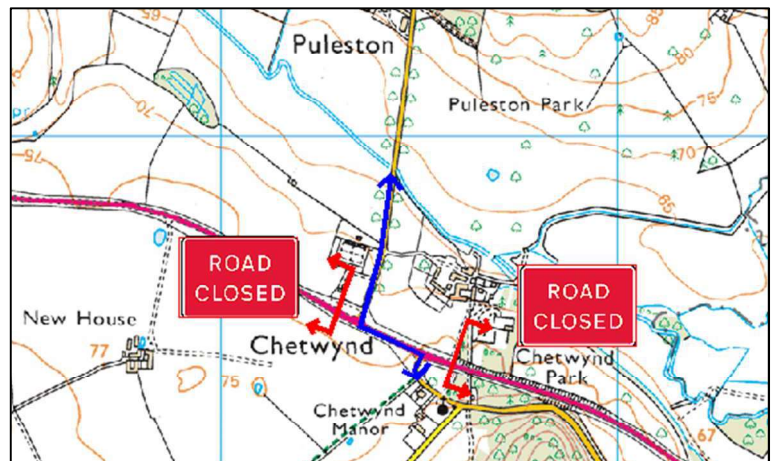 65
85
Puleston
80
75
Puleston Park
70
70
75
65
ROAD
CLOSED
ROAD
CLOSED
New House
77
Chetwynd
75
Chetwynd
Park
Chetwynd
Manor
67